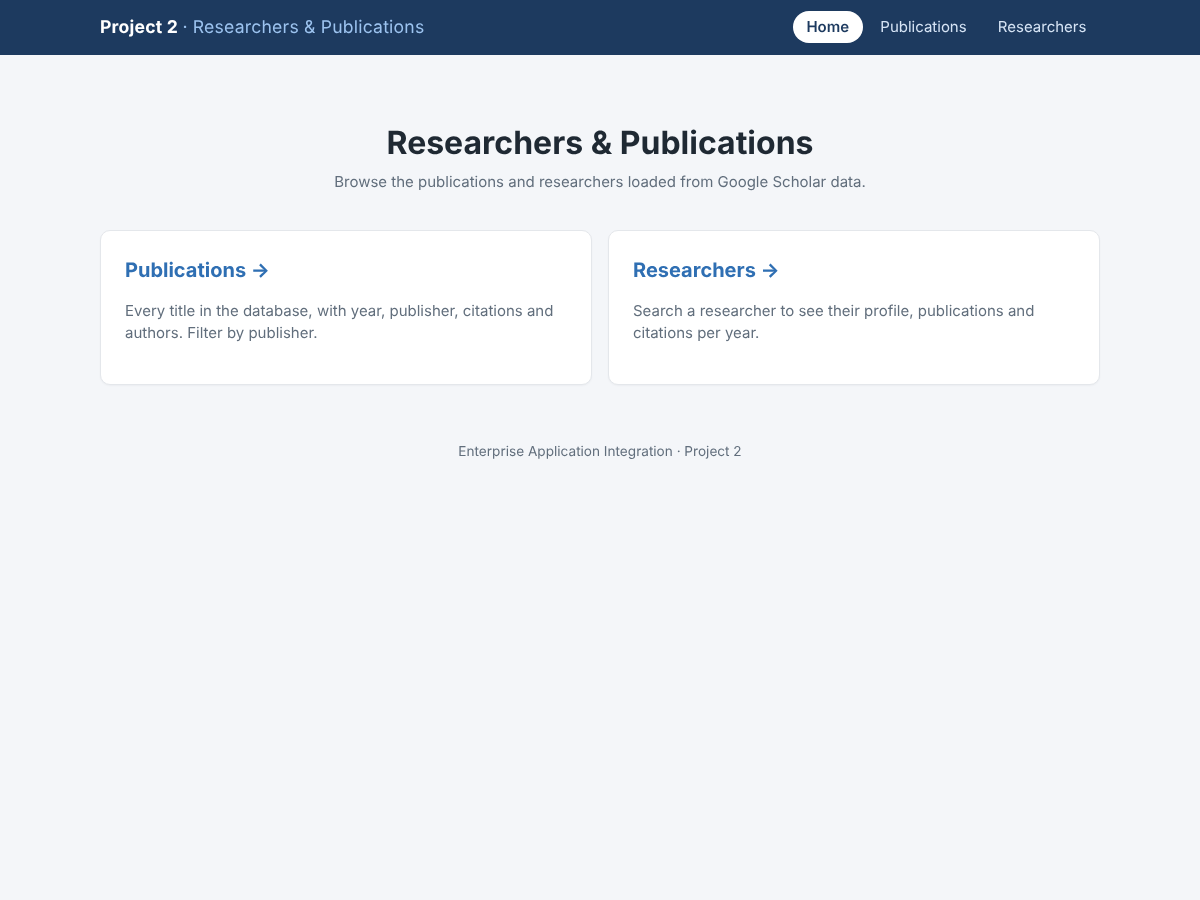 Project 2 · Researchers & Publications
Home
Publications
Researchers
Researchers & Publications
Browse the publications and researchers loaded from Google Scholar data.
Publications →
Every title in the database, with year, publisher, citations and
authors. Filter by publisher.
Researchers →
Search a researcher to see their profile, publications and
citations per year.
Enterprise Application Integration · Project 2